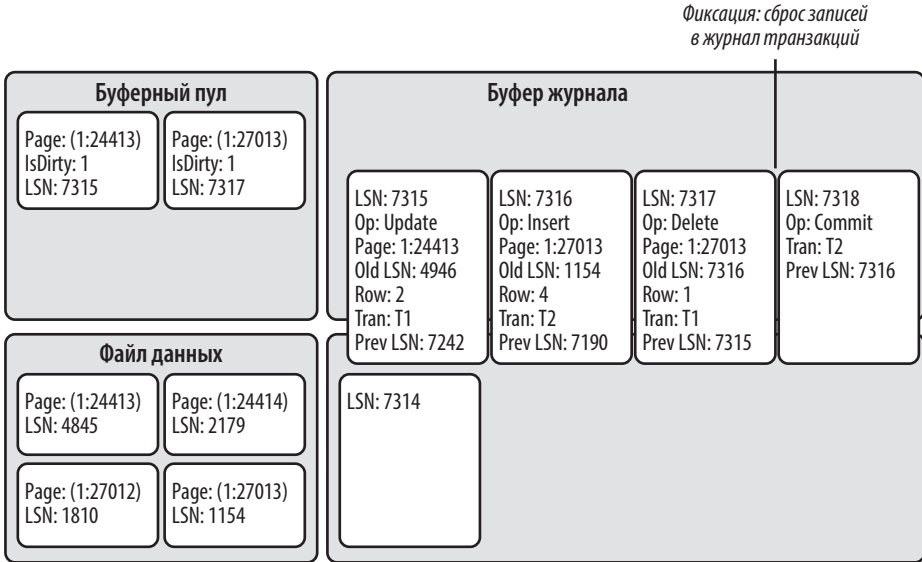 Фиксация: сброс записей
в журнал транзакций
Буферный пул
Page: (1:24413)
IsDirty: 1
LSN: 7315
Page: (1:27013)
IsDirty: 1
LSN: 7317
Буфер журнала
LSN: 7315
Op: Update
Page: 1:24413
Old LSN: 4946
Row: 2
Tran: T1
Prev LSN: 7242
LSN: 7316
Op: Insert
Page: 1:27013
Old LSN: 1154
Row: 4
Tran: T2
Prev LSN: 7190
LSN: 7317
Op: Delete
Page: 1:27013
Old LSN: 7316
Row: 1
Tran: T1
Prev LSN: 7315
LSN: 7318
Op: Commit
Tran: T2
Prev LSN: 7316
Файл данных
Page: (1:24413)
LSN: 4845
Page: (1:24414)
LSN: 2179
Page: (1:27012)
LSN: 1810
Page: (1:27013)
LSN: 1154
LSN: 7314